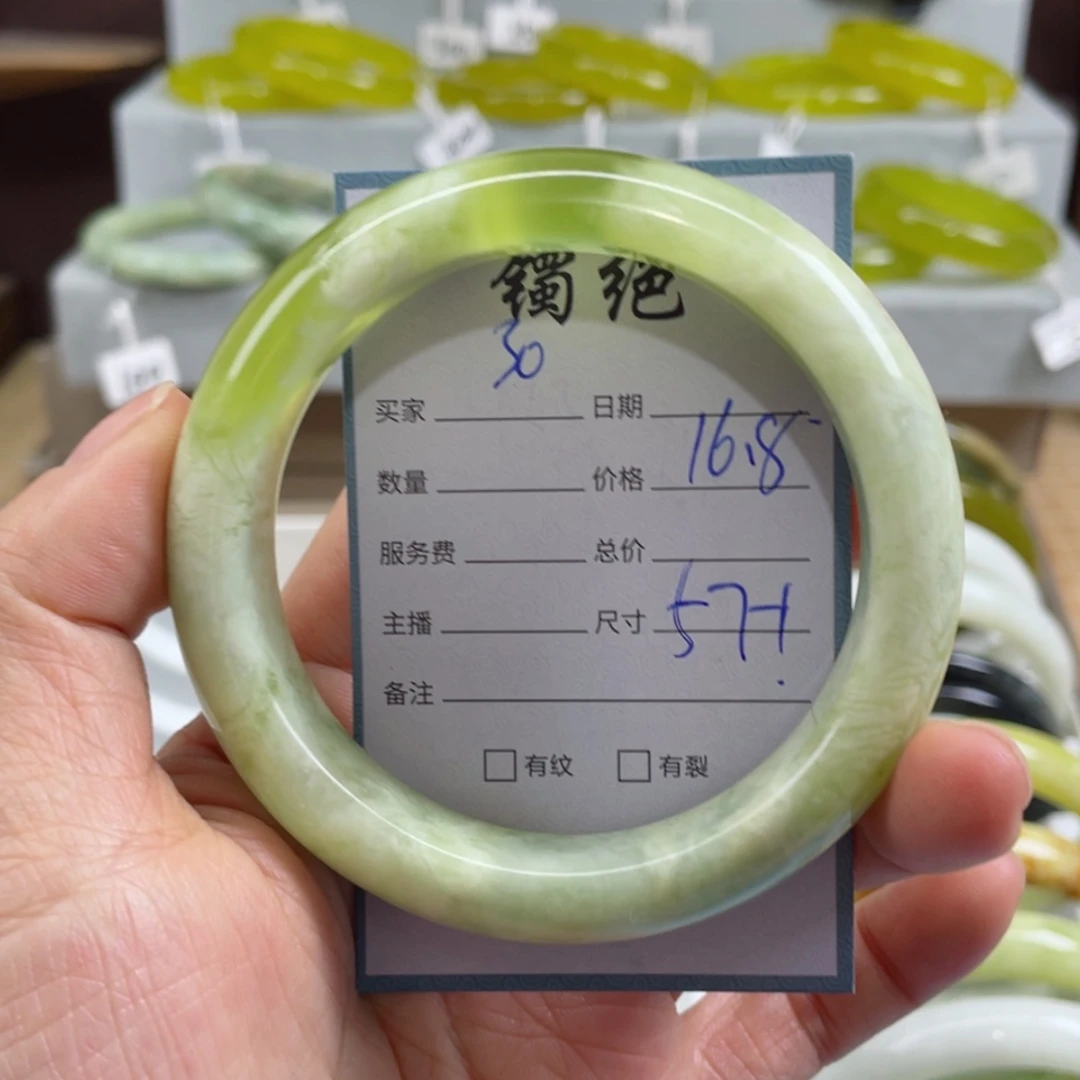 镯绝
30
买家 日期
数量 价格 16.8
服务费 总价
主播 尺寸 57+
备注
□有纹 □有裂